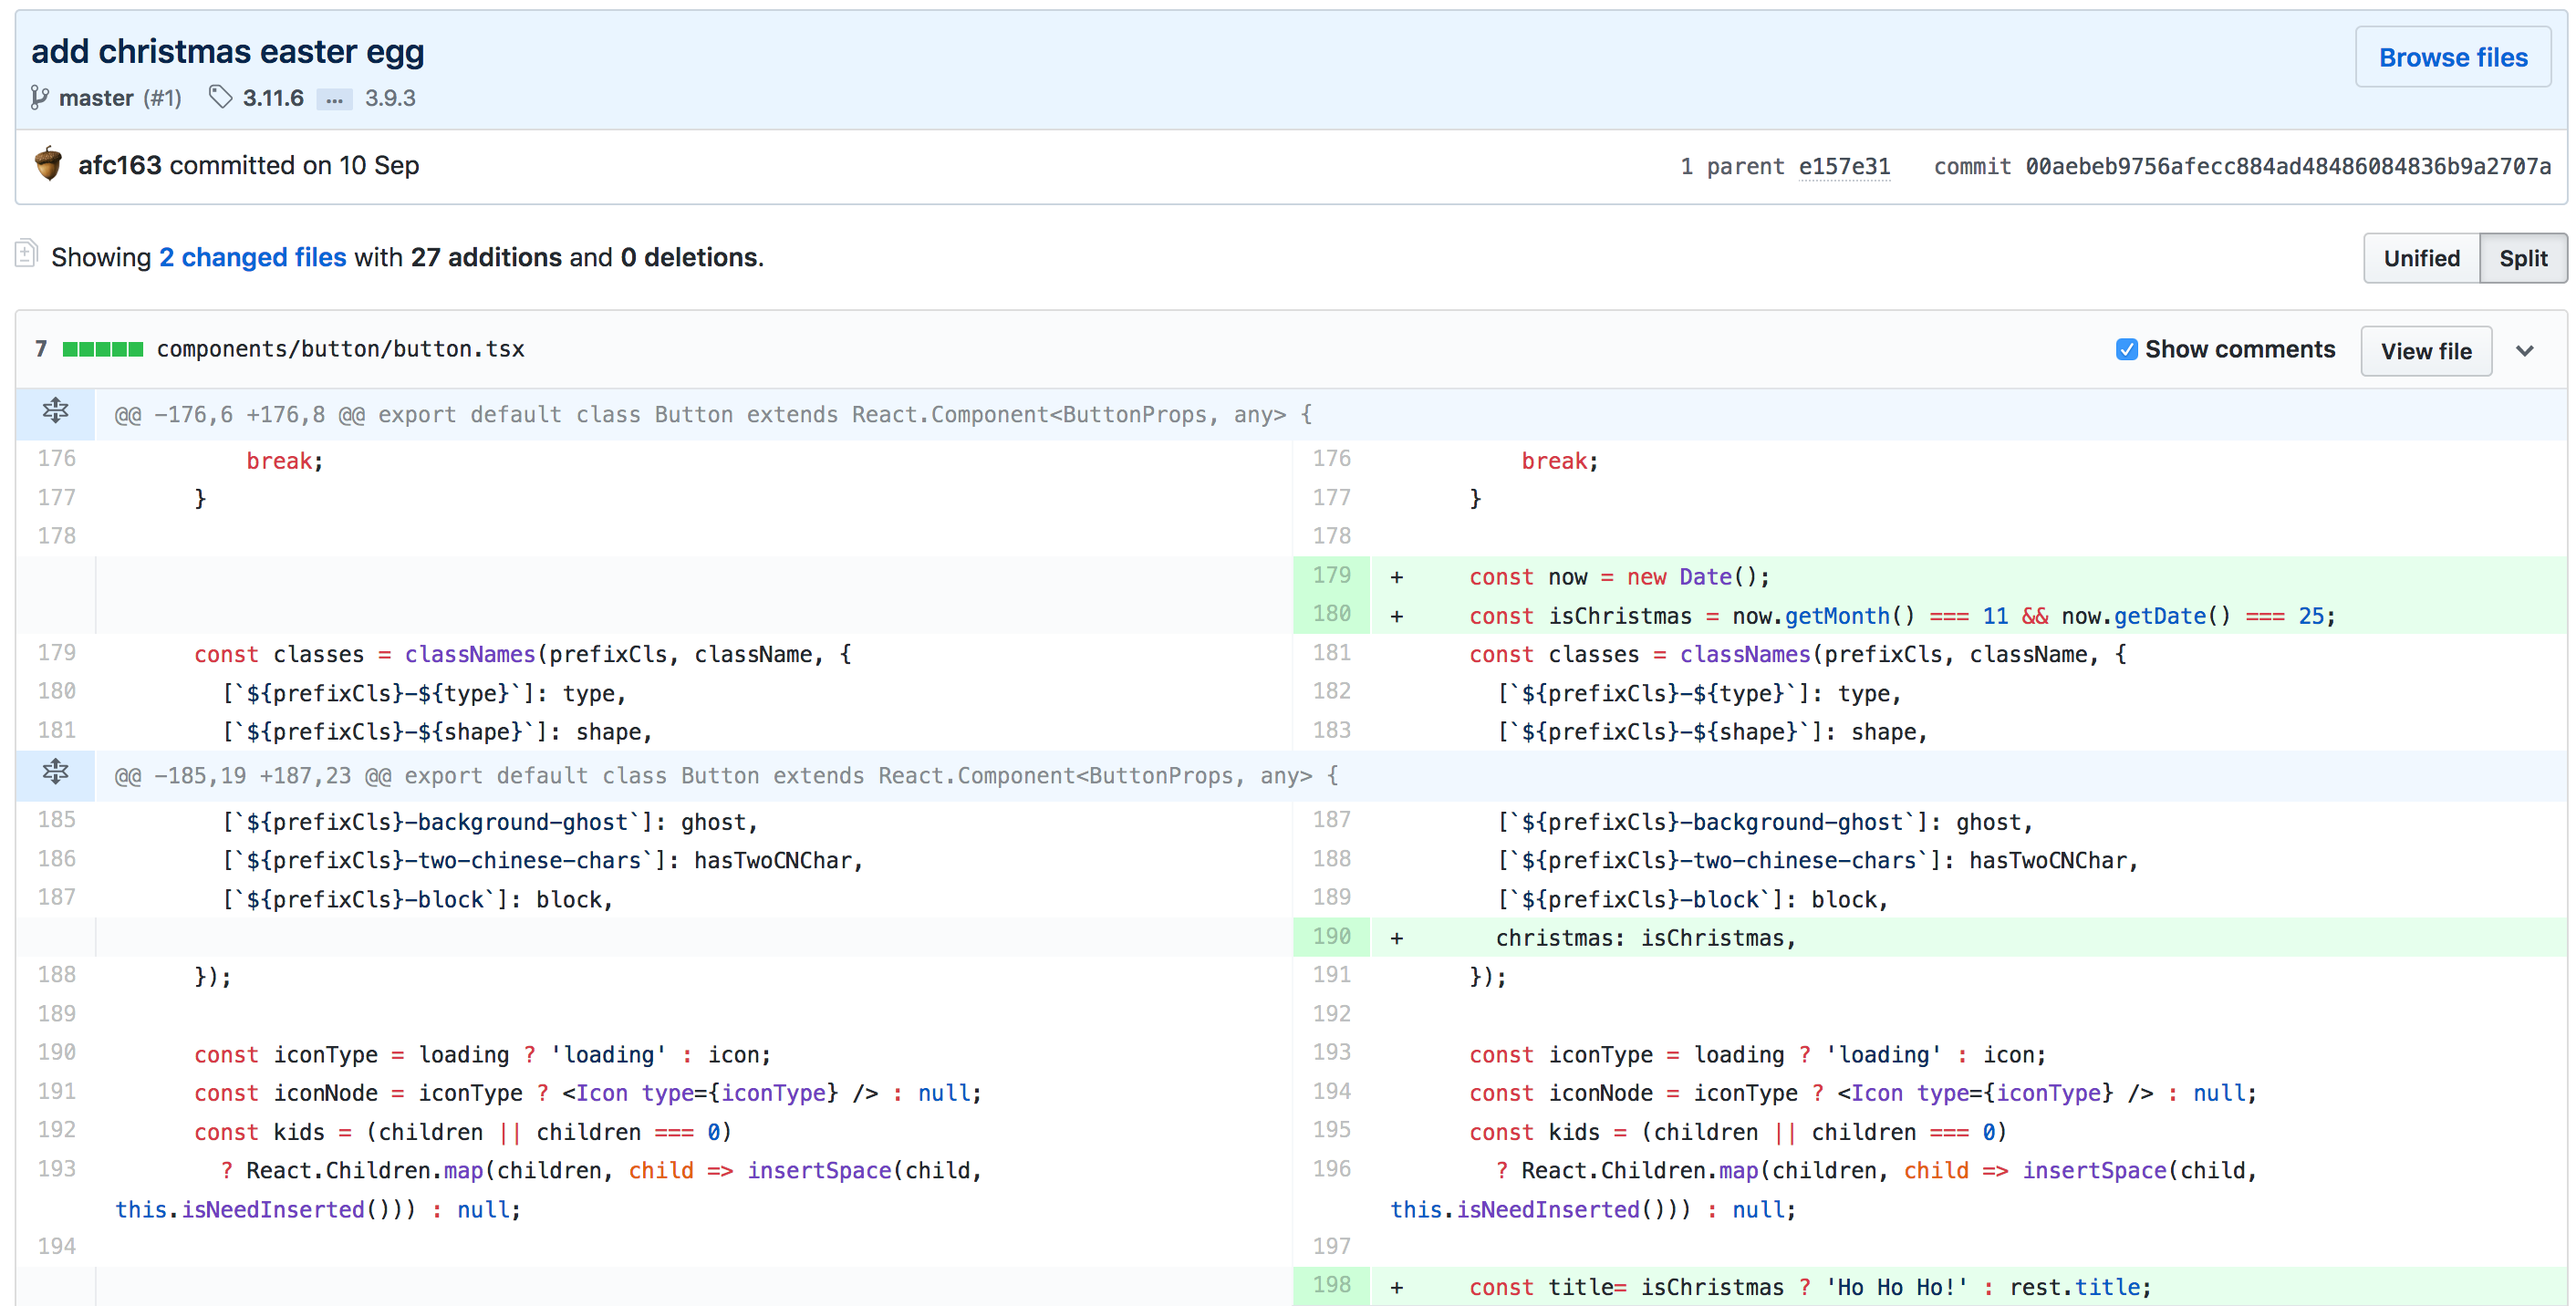 add christmas easter egg
Browse files
master (#1) 3.11.6 … 3.9.3
afc163 committed on 10 Sep
1 parent e157e31 commit 00aebeb9756afecc884ad48486084836b9a2707a
Showing 2 changed files with 27 additions and 0 deletions.
Unified Split
7 components/button/button.tsx
Show comments View file
@@ -176,6 +176,8 @@ export default class Button extends React.Component<ButtonProps, any> {
176 break; 176 break;
177 } 177 }
178 178
179 + const now = new Date();
180 + const isChristmas = now.getMonth() === 11 && now.getDate() === 25;
179 const classes = classNames(prefixCls, className, { 181 const classes = classNames(prefixCls, className, {
180 [`${prefixCls}-${type}`]: type, 182 [`${prefixCls}-${type}`]: type,
181 [`${prefixCls}-${shape}`]: shape, 183 [`${prefixCls}-${shape}`]: shape,
@@ -185,19 +187,23 @@ export default class Button extends React.Component<ButtonProps, any> {
185 [`${prefixCls}-background-ghost`]: ghost, 187 [`${prefixCls}-background-ghost`]: ghost,
186 [`${prefixCls}-two-chinese-chars`]: hasTwoCNChar, 188 [`${prefixCls}-two-chinese-chars`]: hasTwoCNChar,
187 [`${prefixCls}-block`]: block, 189 [`${prefixCls}-block`]: block,
190 + christmas: isChristmas,
188 }); 191 });
189 192
190 const iconType = loading ? 'loading' : icon; 193 const iconType = loading ? 'loading' : icon;
191 const iconNode = iconType ? <Icon type={iconType} /> : null; 194 const iconNode = iconType ? <Icon type={iconType} /> : null;
192 const kids = (children || children === 0) 195 const kids = (children || children === 0)
193 ? React.Children.map(children, child => insertSpace(child, 196 ? React.Children.map(children, child => insertSpace(child,
this.isNeedInserted())) : null; this.isNeedInserted())) : null;
194 197
198 + const title= isChristmas ? 'Ho Ho Ho!' : rest.title;